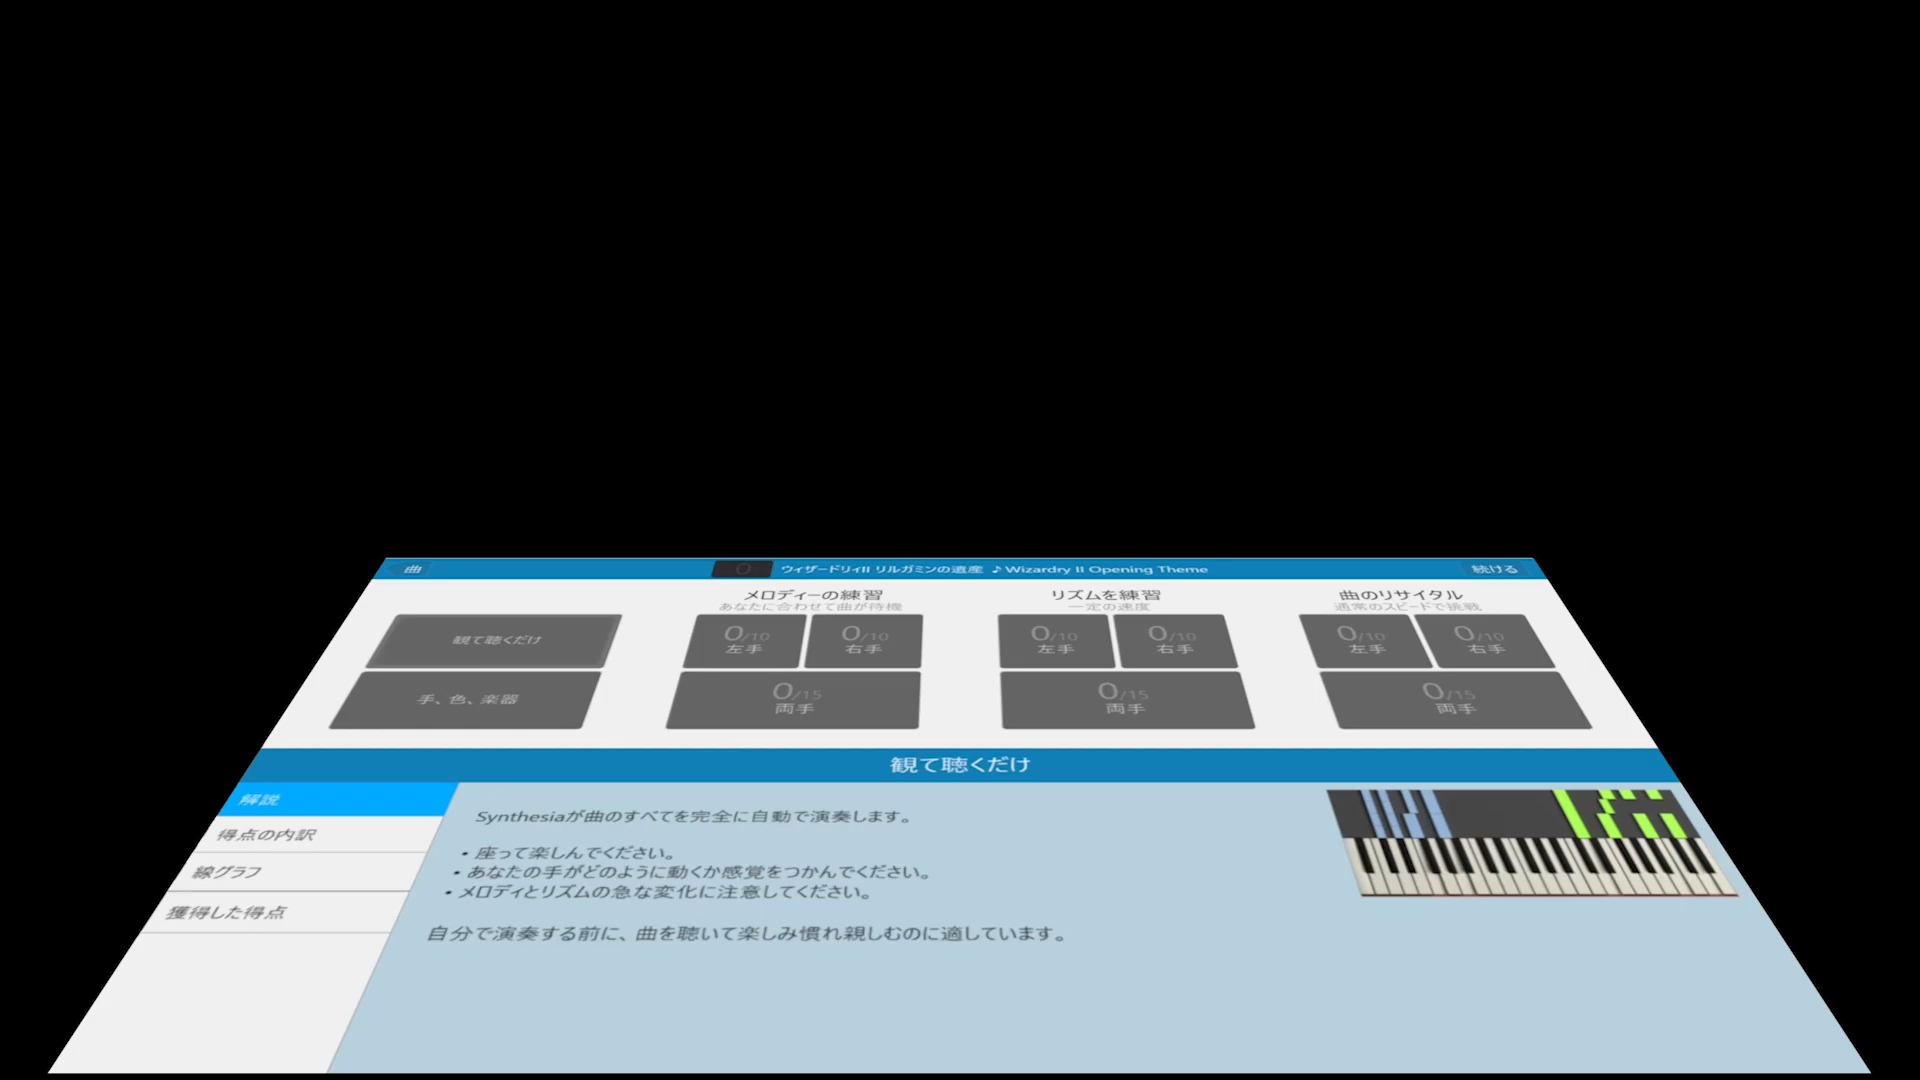 曲
0
ウィザードリィII リルガミンの遺産 ♪Wizardry II Opening Theme
続ける
メロディーの練習
あなたに合わせて曲が待機
リズムを練習
一定の速度
曲のリサイタル
通常のスピードで挑戦
観て聴くだけ
0/10
左手
0/10
右手
0/10
左手
0/10
右手
0/10
左手
0/10
右手
手、色、楽器
0/15
両手
0/15
両手
0/15
両手
観て聴くだけ
解説
得点の内訳
線グラフ
獲得した得点
Synthesiaが曲のすべてを完全に自動で演奏します。
• 座って楽しんでください。
• あなたの手がどのように動くか感覚をつかんでください。
• メロディとリズムの急な変化に注意してください。
自分で演奏する前に、曲を聴いて楽しみ慣れ親しむのに適しています。